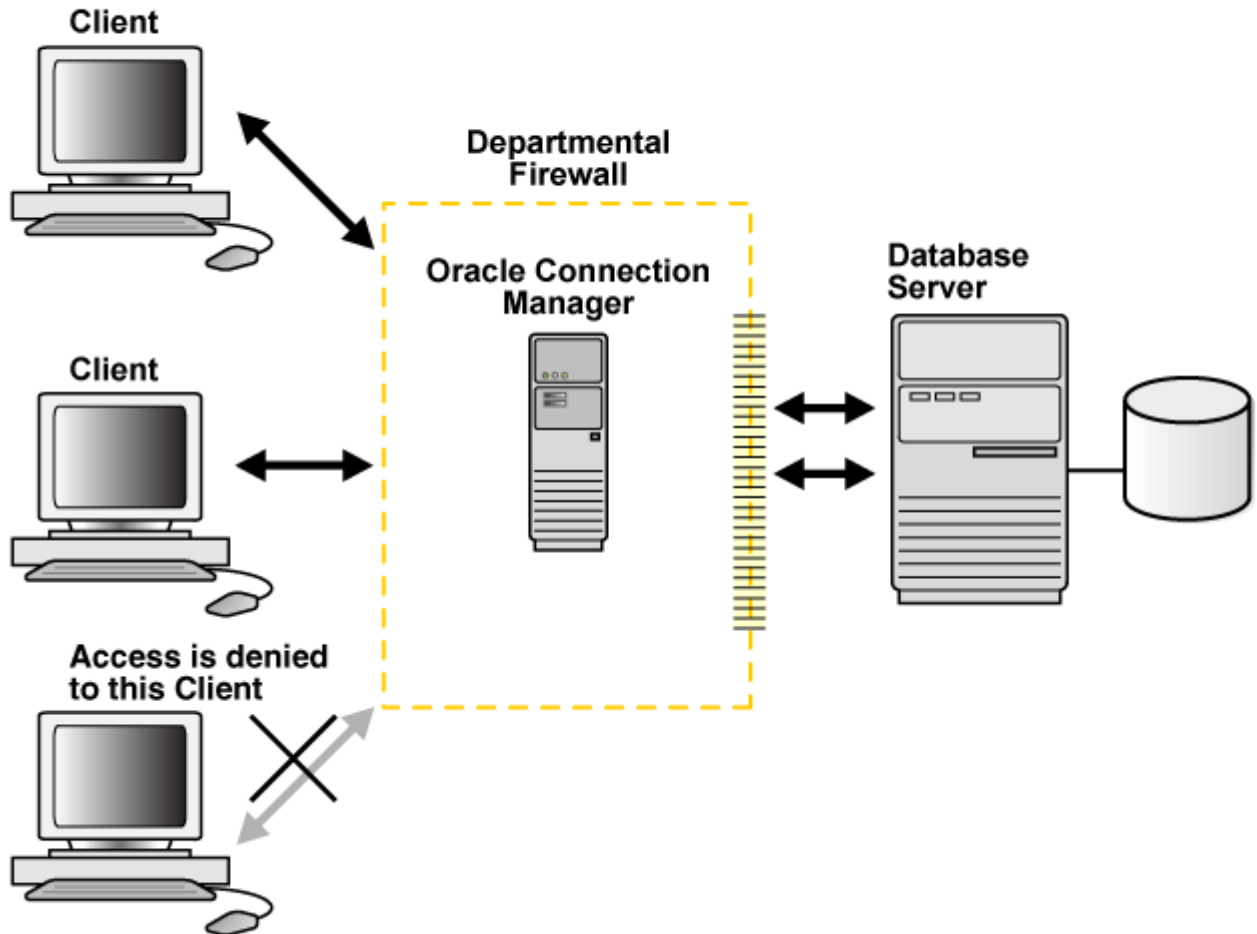 Client
Departmental
Firewall
Oracle Connection
Manager
Database
Server
Client
Access is denied
to this Client